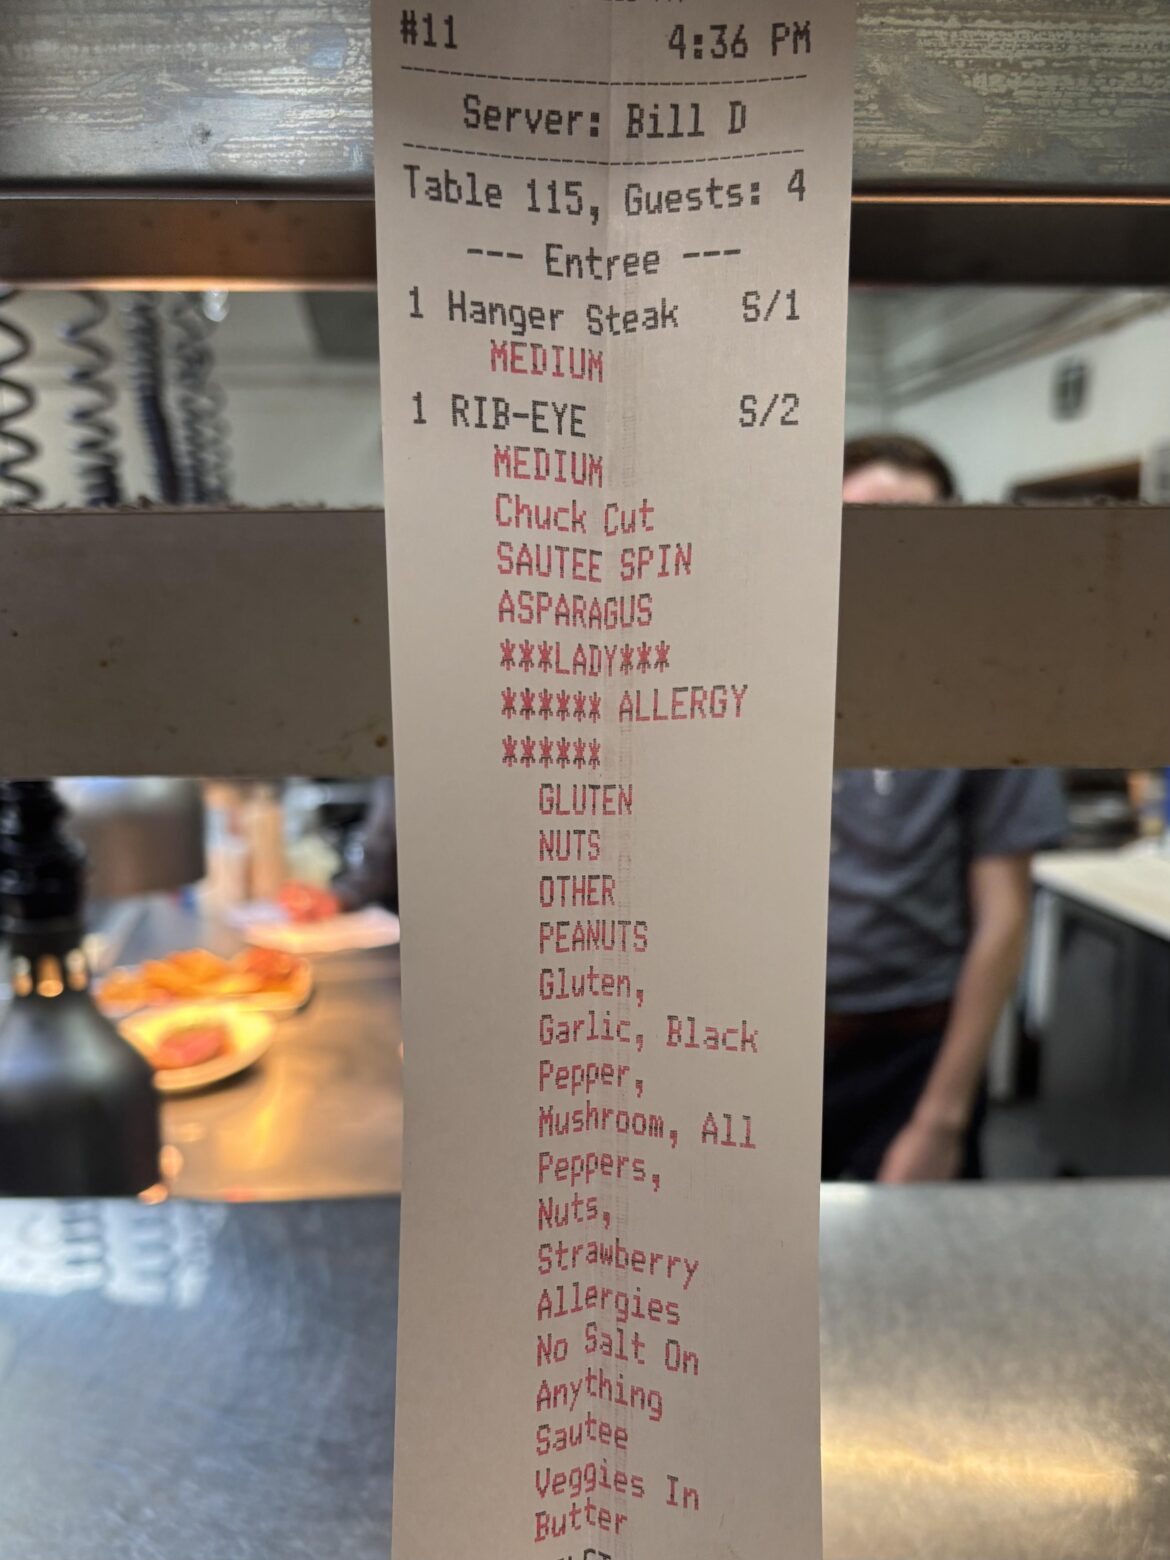 #11 4:36 PM
Server: Bill D
Table 115, Guests: 4
--- Entree ---
1 Hanger Steak S/1
MEDIUM
1 RIB-EYE S/2
MEDIUM
Chuck Cut
SAUTEE SPIN
ASPARAGUS
***LADY***
****** ALLERGY
******
GLUTEN
NUTS
OTHER
PEANUTS
Gluten,
Garlic, Black
Pepper,
Mushroom, All
Peppers,
Nuts,
Strawberry
Allergies
No Salt On
Anything
Sautee
Veggies In
Butter